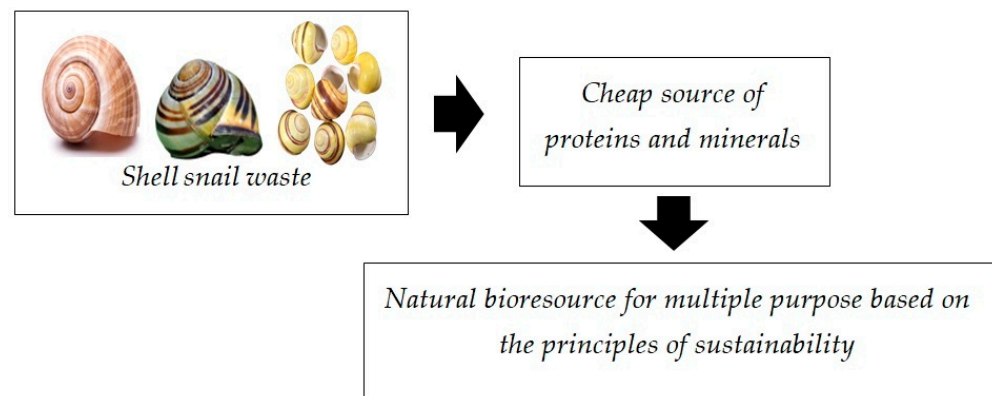 Shell snail waste
Cheap source of
proteins and minerals
Natural bioresource for multiple purpose based on
the principles of sustainability